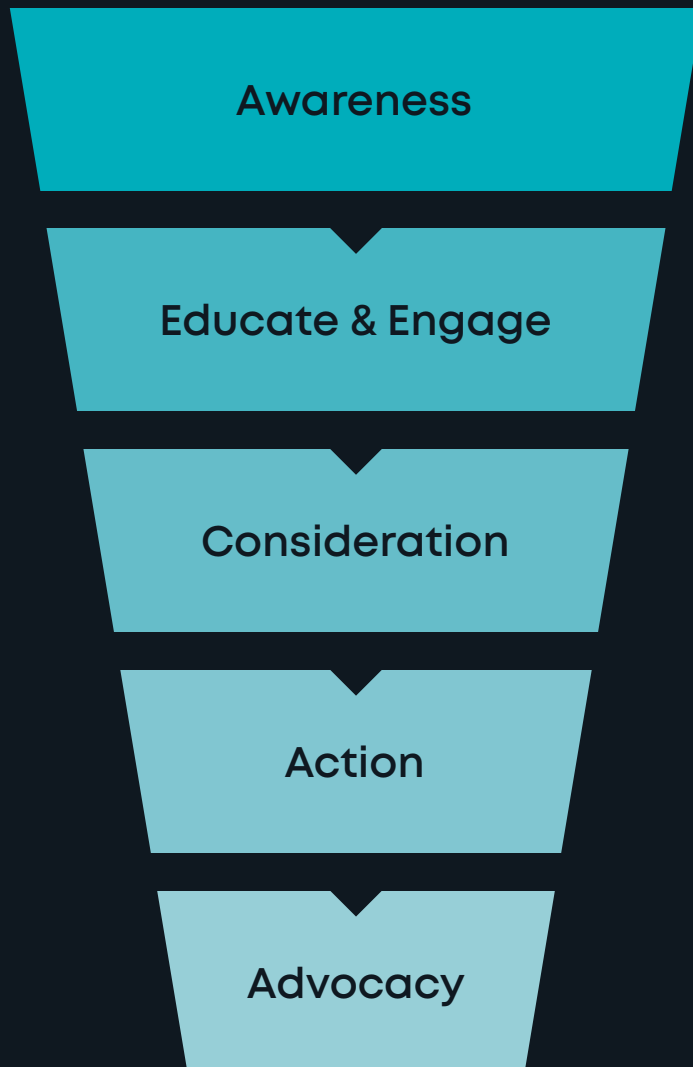 Awareness
Educate & Engage
Consideration
Action
Advocacy